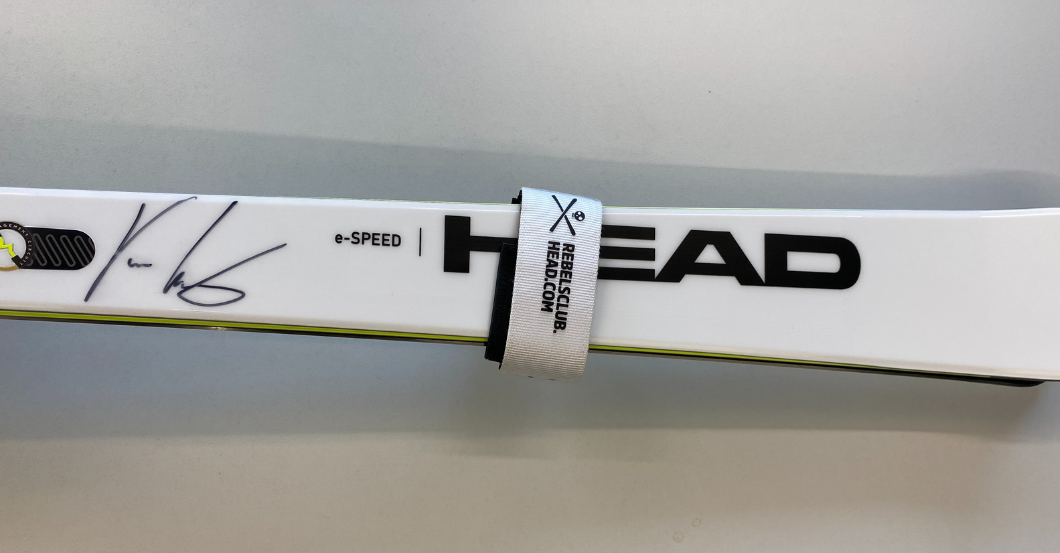 e-SPEED | HEAD
REBELSCLUB.
HEAD.COM